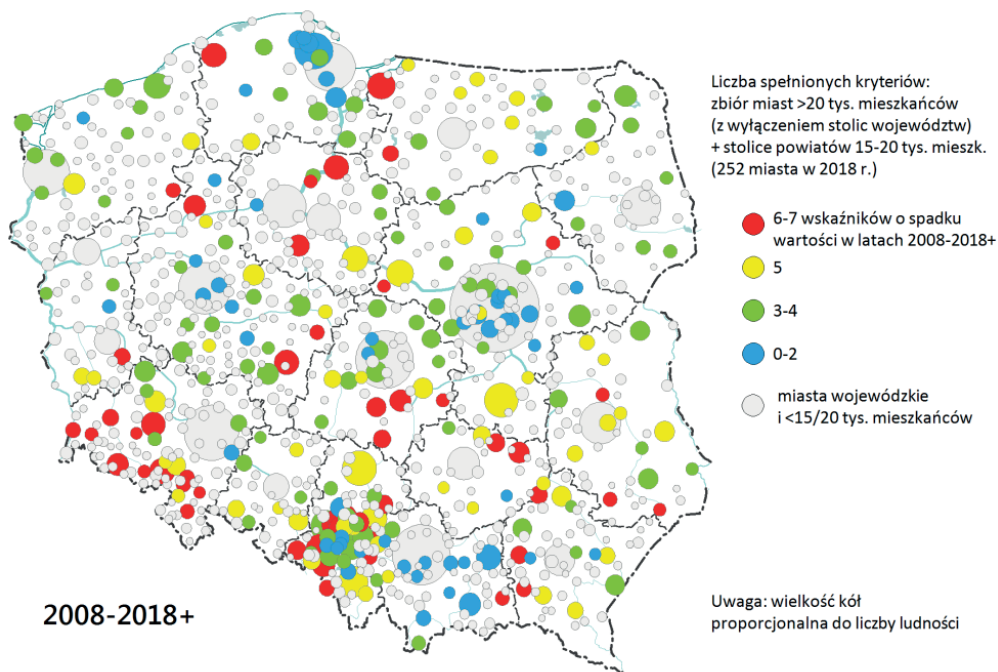 Liczba spełnionych kryteriów:
zbiór miast >20 tys. mieszkańców
(z wyłączeniem stolic województw)
+ stolice powiatów 15-20 tys. mieszk.
(252 miasta w 2018 r.)
6-7 wskaźników o spadku
wartości w latach 2008-2018+
5
3-4
0-2
miasta wojewódzkie
i <15/20 tys. mieszkańców
2008-2018+
Uwaga: wielkość kół
proporcjonalna do liczby ludności